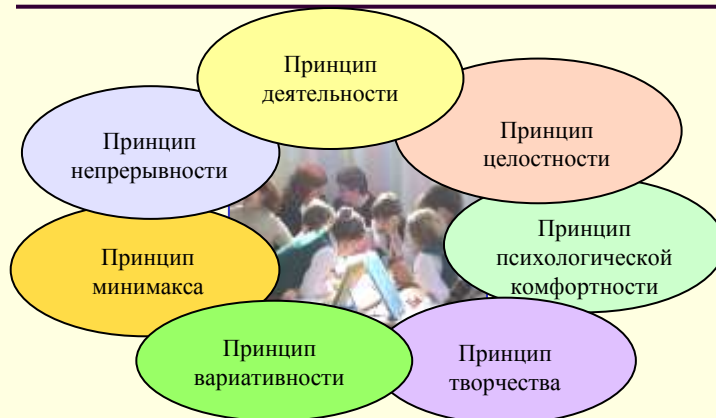 Принцип
деятельности
Принцип
целостности
Принцип
психологической
комфортности
Принцип
творчества
Принцип
вариативности
Принцип
минимакса
Принцип
непрерывности